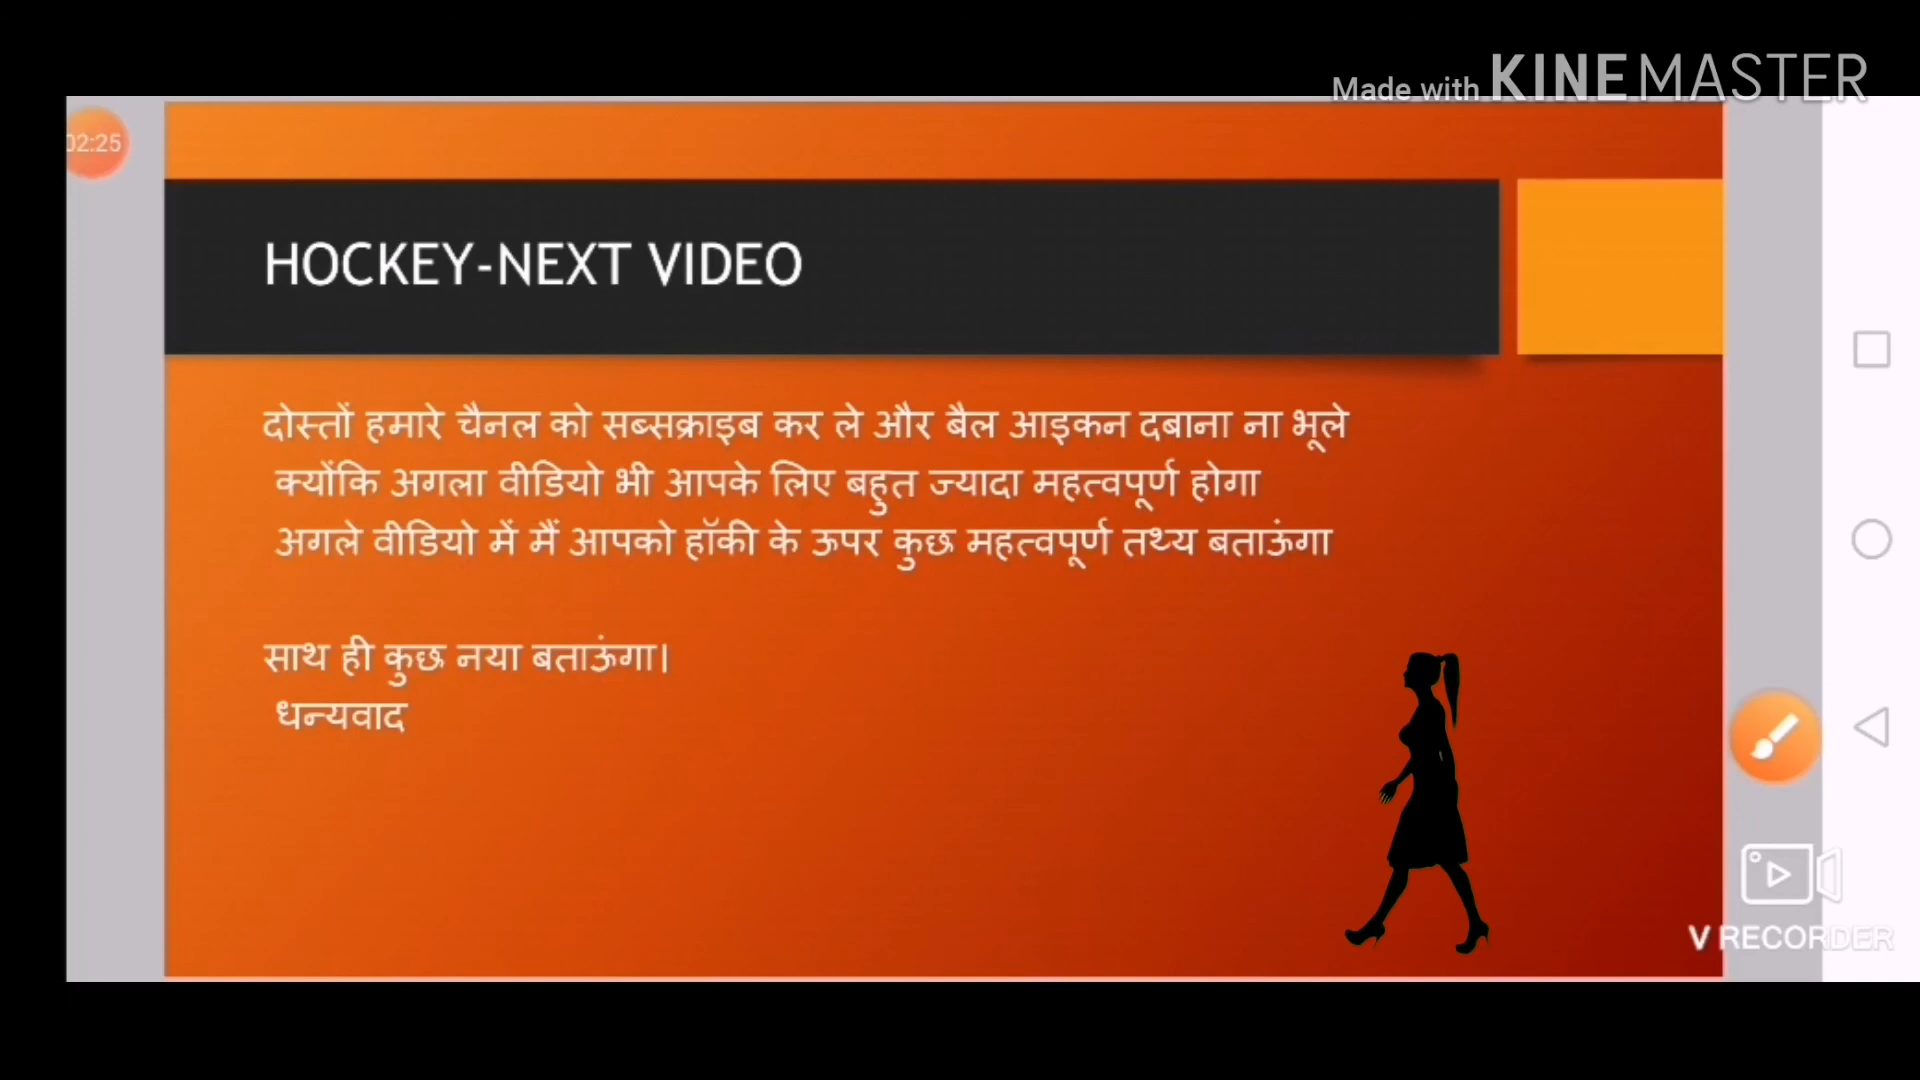 Made with KINEMASTER
02:25
HOCKEY-NEXT VIDEO
दोस्तों हमारे चैनल को सब्सक्राइब कर ले और बैल आइकन दबाना ना भूले
क्योंकि अगला वीडियो भी आपके लिए बहुत ज्यादा महत्वपूर्ण होगा
अगले वीडियो में मैं आपको हॉकी के ऊपर कुछ महत्वपूर्ण तथ्य बताऊंगा
साथ ही कुछ नया बताऊंगा।
धन्यवाद
V RECORDER